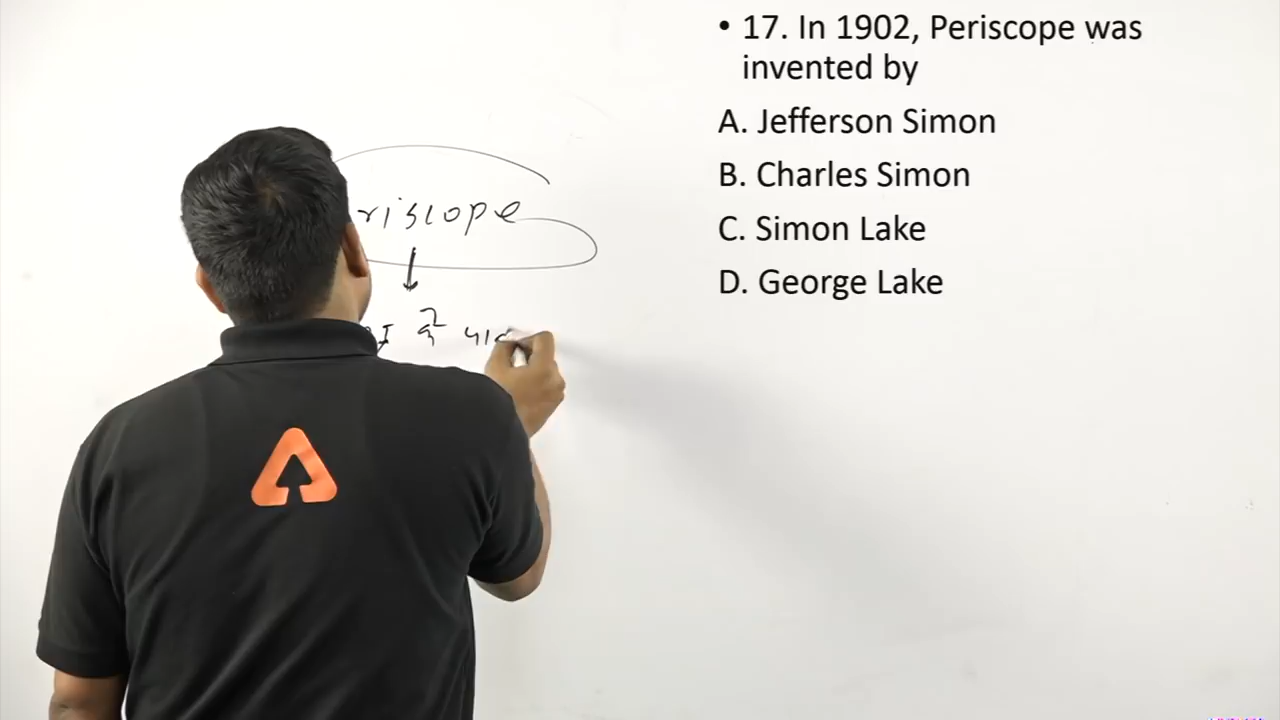 • 17. In 1902, Periscope was
invented by
A. Jefferson Simon
B. Charles Simon
C. Simon Lake
D. George Lake
riscope